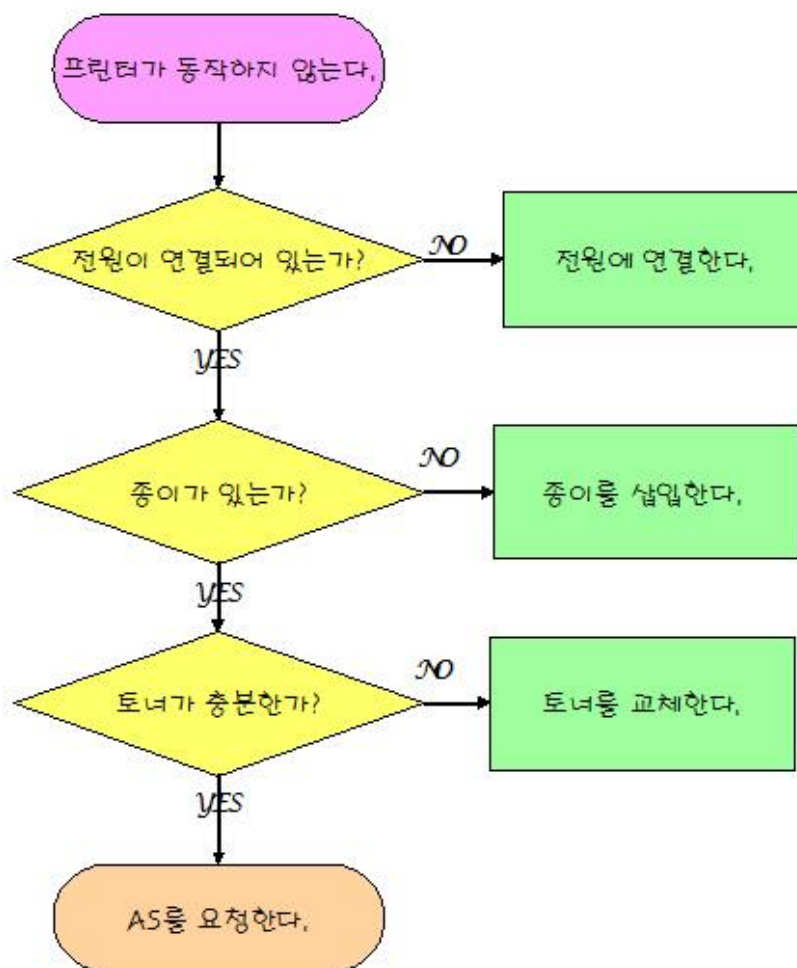 프린터가 동작하지 않는다.
전원이 연결되어 있는가?
NO
전원에 연결한다.
YES
종이가 있는가?
NO
종이를 삽입한다.
YES
토너가 충분한가?
NO
토너를 교체한다.
YES
AS를 요청한다.